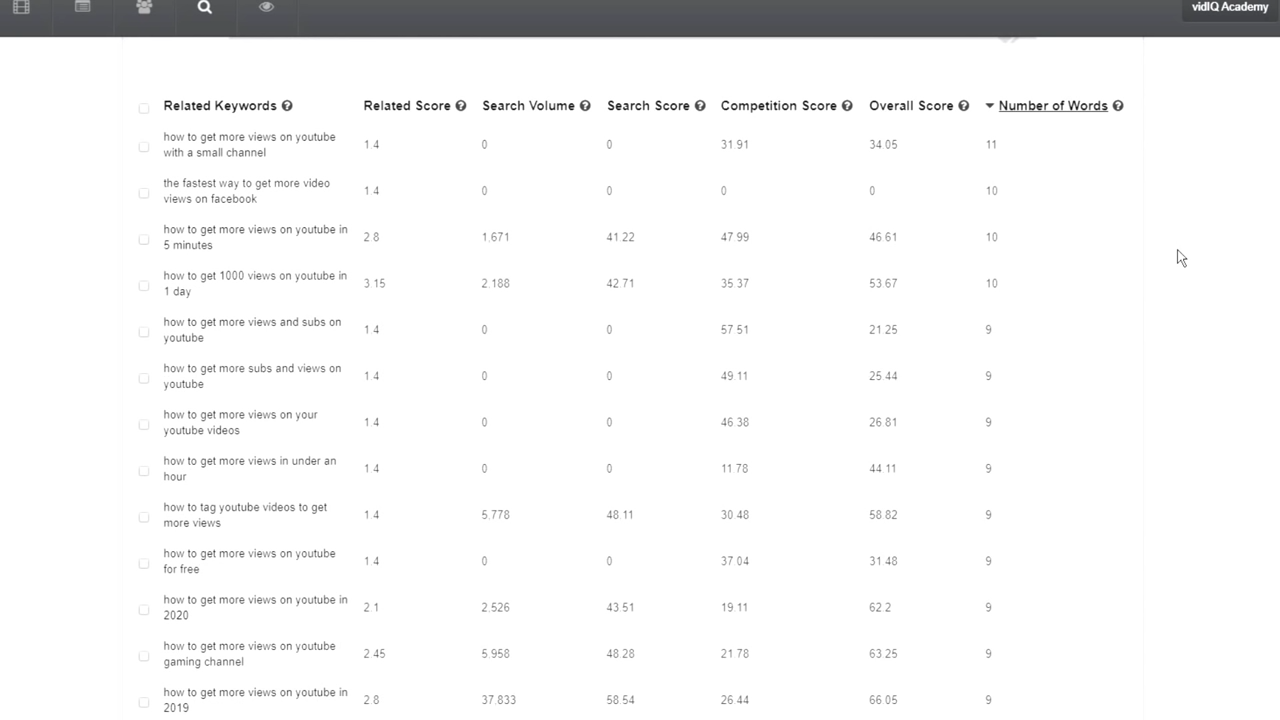 vidIQ Academy
Related Keywords Related Score Search Volume Search Score Competition Score Overall Score Number of Words
how to get more views on youtube
with a small channel
1.4 0 0 31 91 34.05 11
the fastest way to get more video
views on facebook
1.4 0 0 0 0 10
how to get more views on youtube in
5 minutes
2 8 1,671 41 22 47.99 46 61 10
how to get 1000 views on youtube in
1 day
3.15 2,188 42.71 35 37 53.67 10
how to get more views and subs on
youtube
1.4 0 0 57 51 21 25 9
how to get more subs and views on
youtube
1.4 0 0 49.11 25.44 9
how to get more views on your
youtube videos
1.4 0 0 46 38 26 81 9
how to get more views in under an
hour
1.4 0 0 11 78 44 11 9
how to tag youtube videos to get
more views
1.4 5,778 48.11 30.48 58 82 9
how to get more views on youtube
for free
1.4 0 0 37 04 31 48 9
how to get more views on youtube in
2020
2.1 2,526 43.51 19.11 62.2 9
how to get more views on youtube
gaming channel
2.45 5,958 48.28 21 78 63 25 9
how to get more views on youtube in
2019
2.8 37,833 58.54 26.44 66.05 9